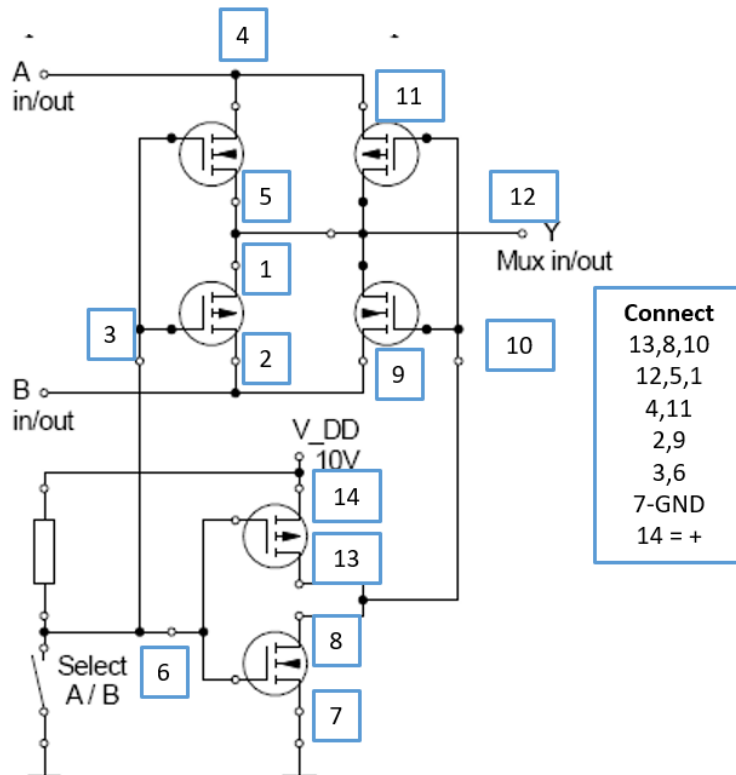 4
A
in/out
11
5
12
Y
Mux in/out
1
3
2
9
10
B
in/out
V_DD
10V
14
13
8
Select
A / B
6
7
Connect
13,8,10
12,5,1
4,11
2,9
3,6
7-GND
14 = +